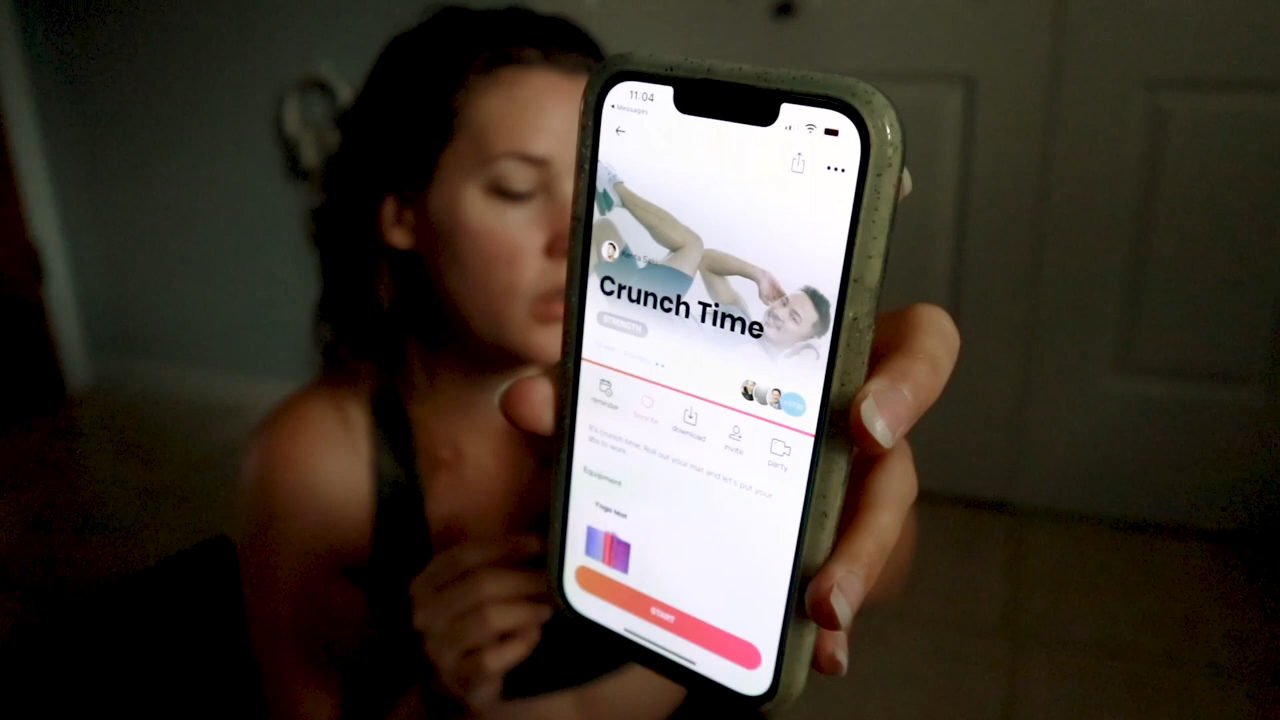 11:04
Messages
Crunch Time
STRENGTH
reminder
favorite
download
invite
party
It's crunch time. Roll out your mat and let's put your
abs to work.
Equipment
Yoga Mat
START